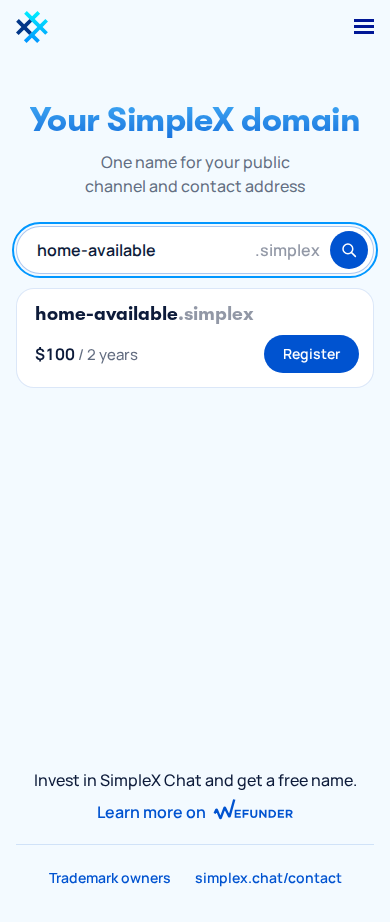 Your SimpleX domain
One name for your public
channel and contact address
home-available .simplex
home-available.simplex
$100 / 2 years Register
Invest in SimpleX Chat and get a free name.
Learn more on WEFUNDER
Trademark owners simplex.chat/contact